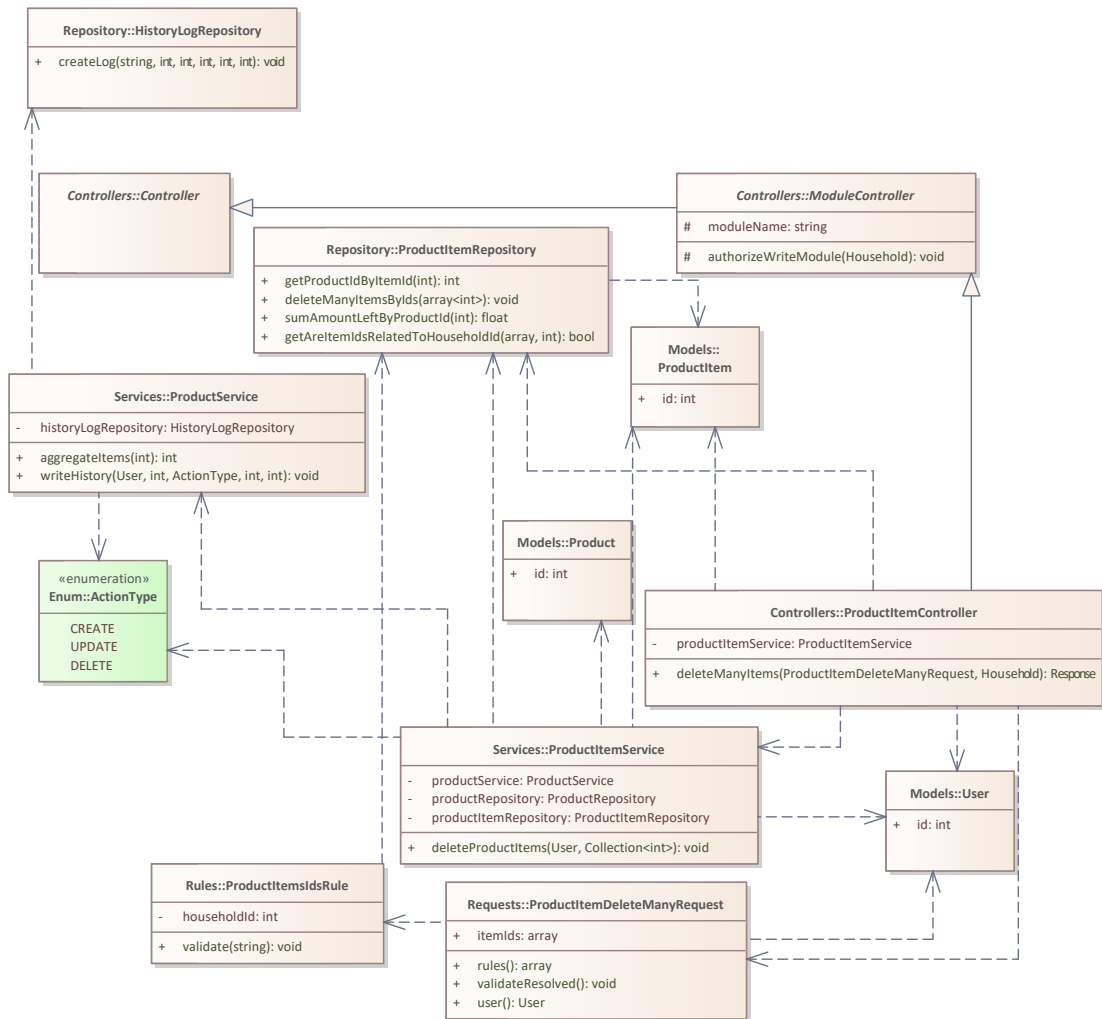 Repository::HistoryLogRepository
+ createLog(string, int, int, int, int, int): void
Controllers::Controller
Controllers::ModuleController
# moduleName: string
# authorizeWriteModule(Household): void
Repository::ProductItemRepository
+ getProductIdByItemId(int): int
+ deleteManyItemsByIds(array<int>): void
+ sumAmountLeftByProductId(int): float
+ getAreItemIdsRelatedToHouseholdId(array, int): bool
Models::
ProductItem
+ id: int
Services::ProductService
- historyLogRepository: HistoryLogRepository
+ aggregateItems(int): int
+ writeHistory(User, int, ActionType, int, int): void
Models::Product
+ id: int
«enumeration»
Enum::ActionType
CREATE
UPDATE
DELETE
Controllers::ProductItemController
- productItemService: ProductItemService
+ deleteManyItems(ProductItemDeleteManyRequest, Household): Response
Services::ProductItemService
- productService: ProductService
- productRepository: ProductRepository
- productItemRepository: ProductItemRepository
+ deleteProductItems(User, Collection<int>): void
Models::User
+ id: int
Rules::ProductItemsIdsRule
- householdId: int
+ validate(string): void
Requests::ProductItemDeleteManyRequest
+ itemIds: array
+ rules(): array
+ validateResolved(): void
+ user(): User